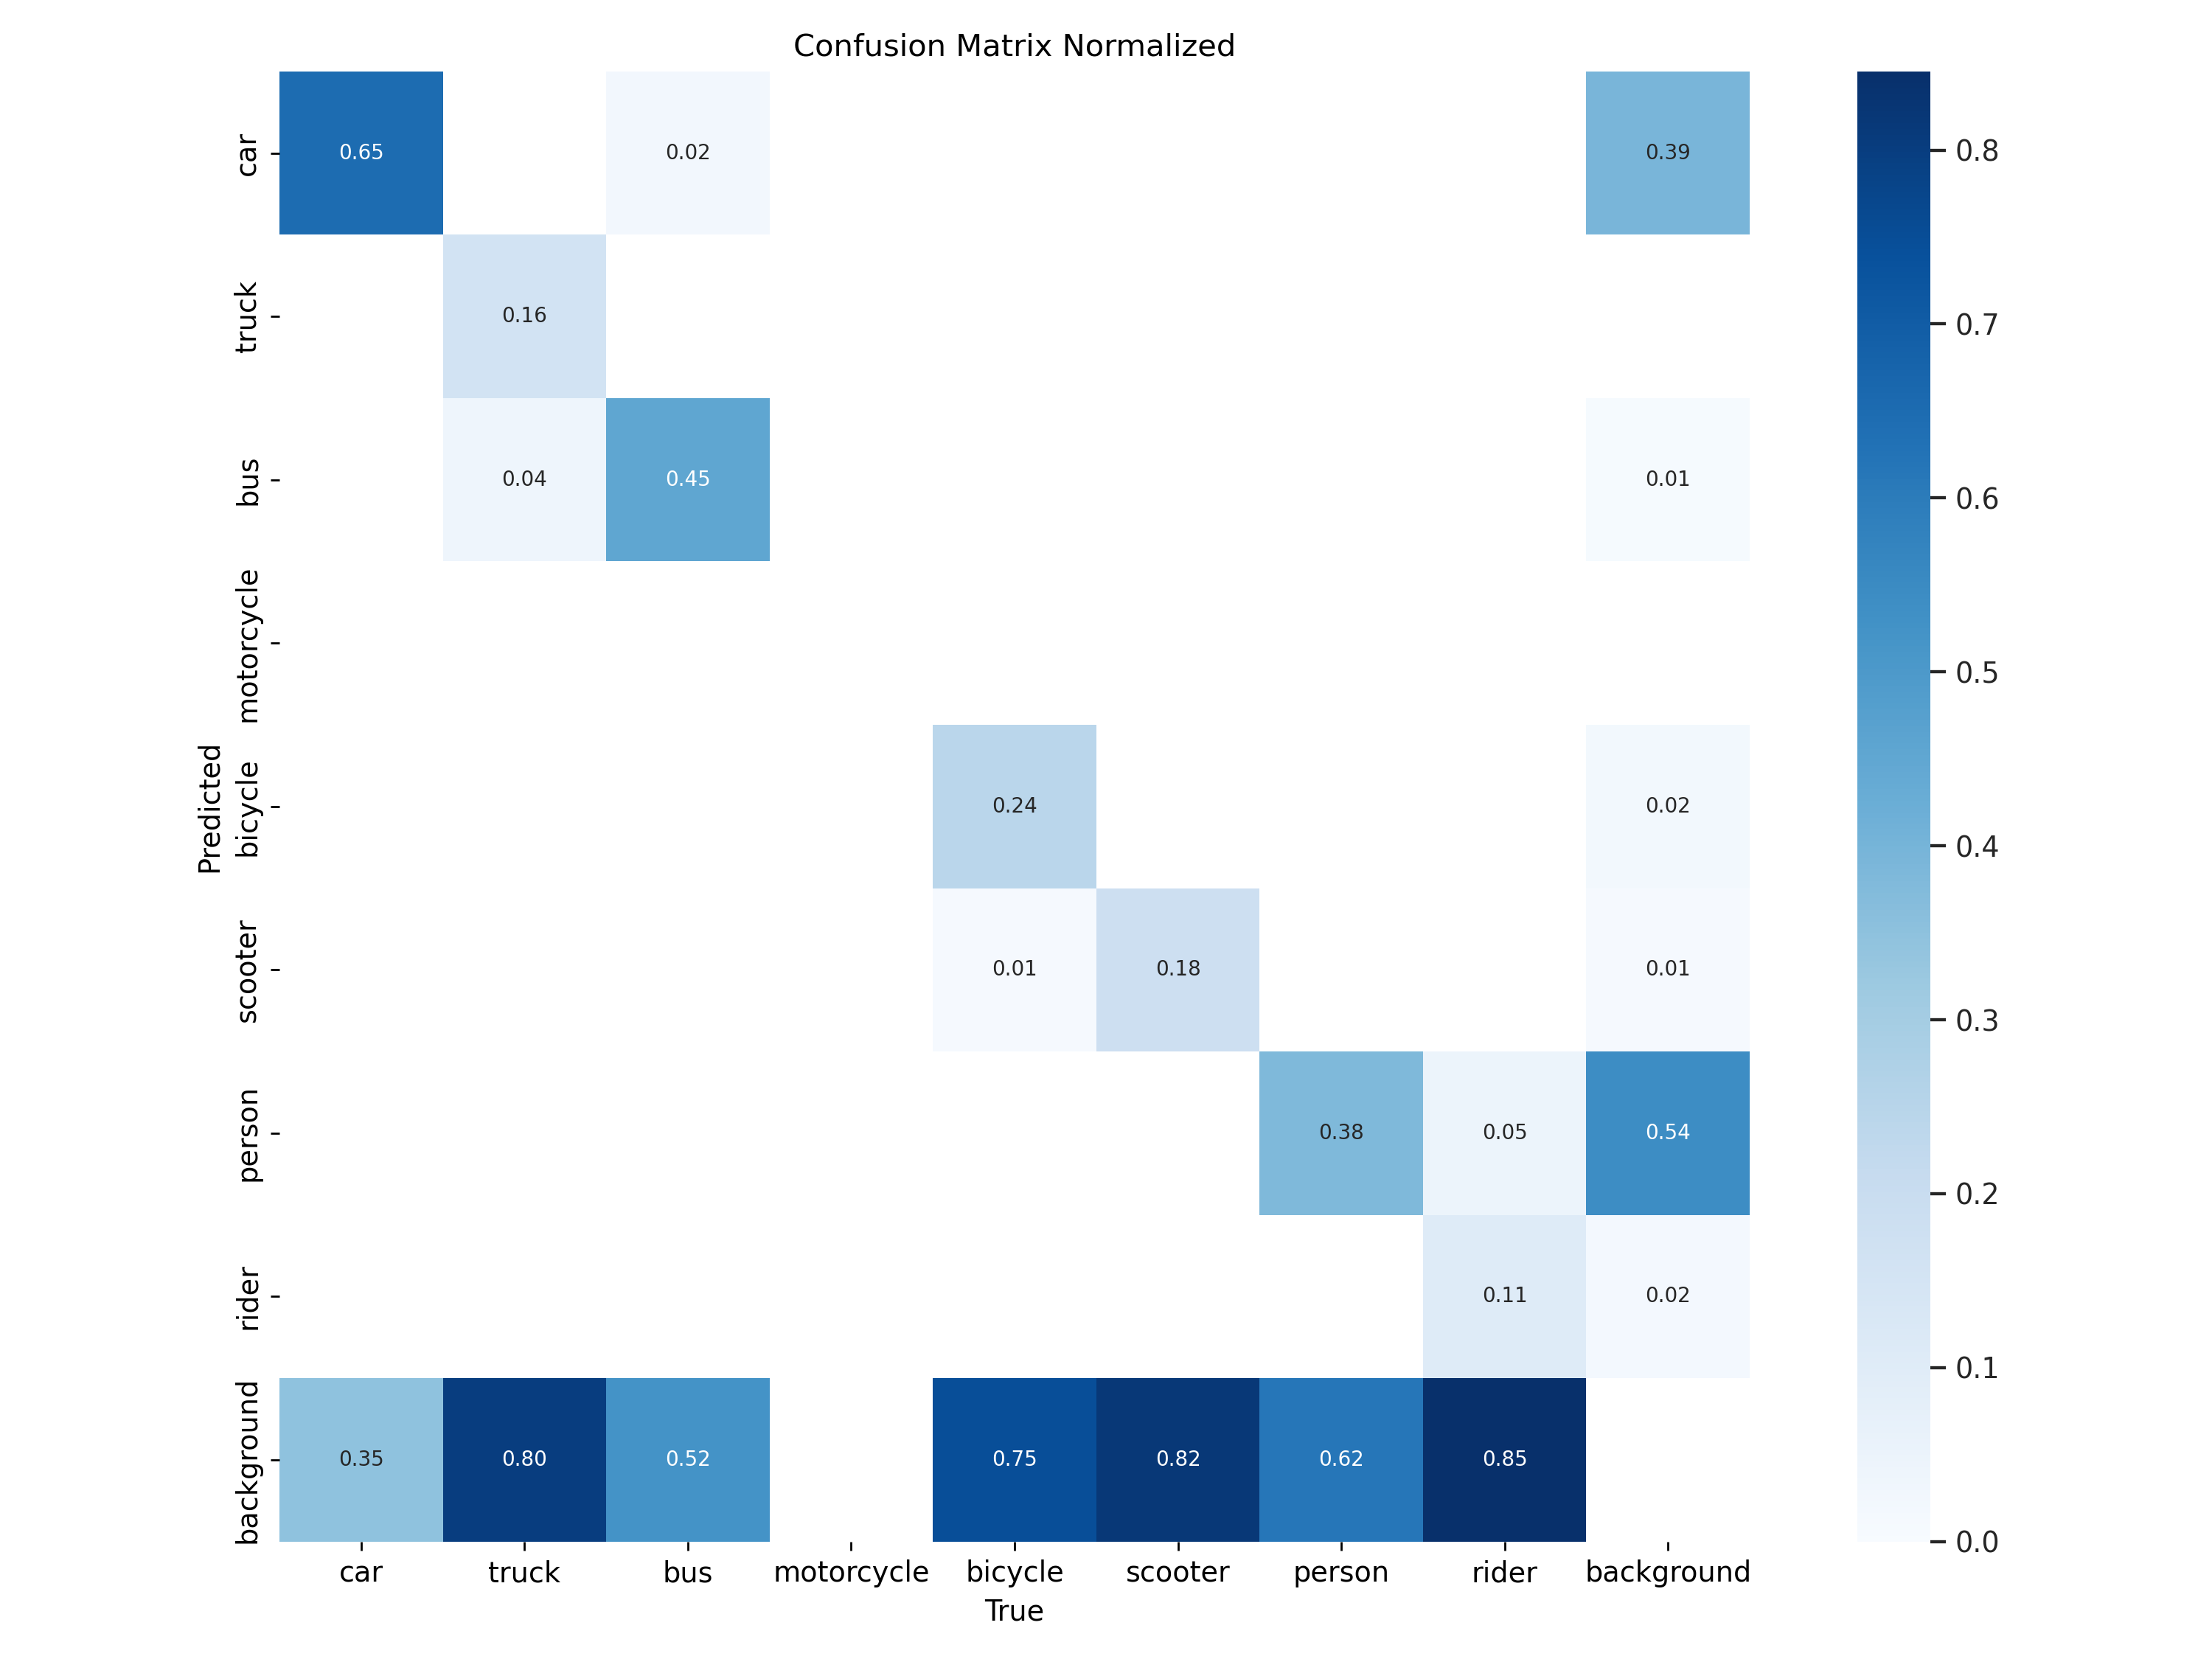 Confusion Matrix Normalized
car
0.65
0.02
0.39
truck
0.16
bus
0.04
0.45
0.01
motorcycle
bicycle
0.24
0.02
scooter
0.01
0.18
0.01
person
0.38
0.05
0.54
rider
0.11
0.02
background
0.35
0.80
0.52
0.75
0.82
0.62
0.85
Predicted
car truck bus motorcycle bicycle scooter person rider background
True
0.8
0.7
0.6
0.5
0.4
0.3
0.2
0.1
0.0